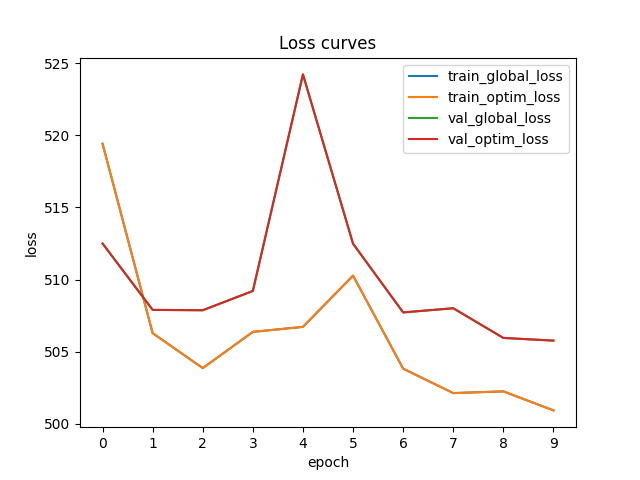 Loss curves
525
520
515
510
505
500
loss
train_global_loss
train_optim_loss
val_global_loss
val_optim_loss
0 1 2 3 4 5 6 7 8 9
epoch